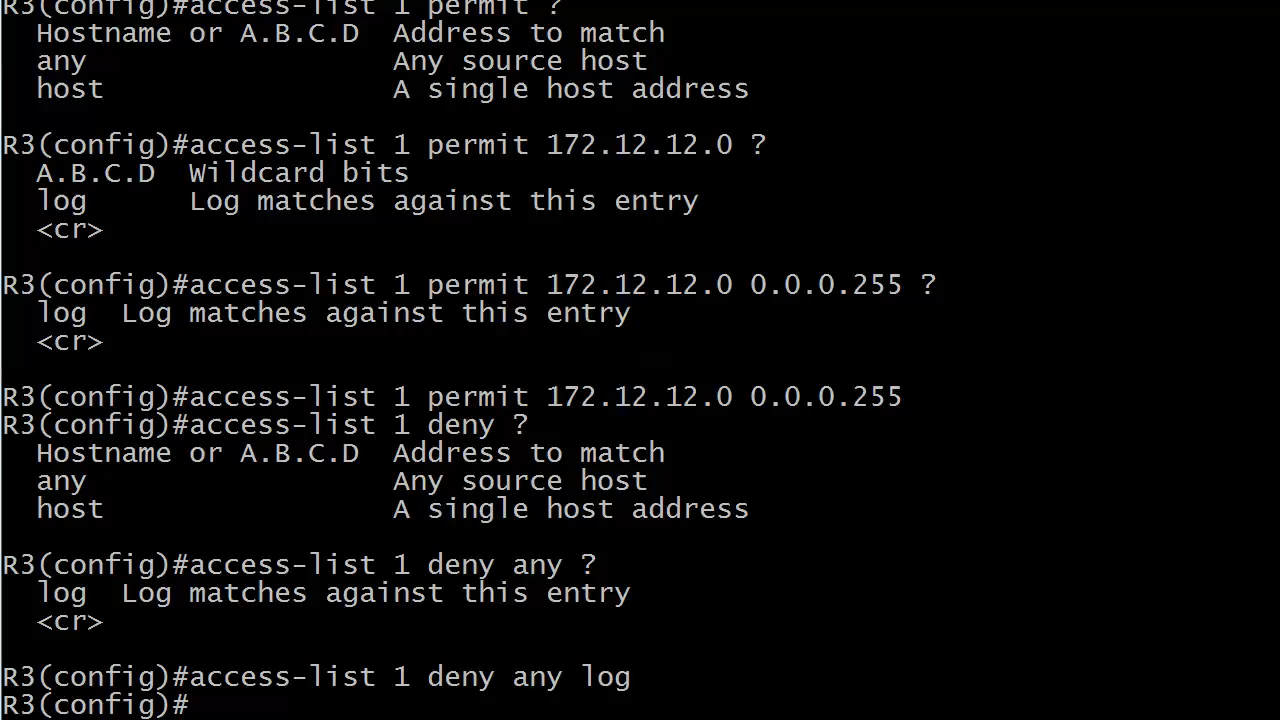 R3(config)#access-list 1 permit ?
Hostname or A.B.C.D  Address to match
any                  Any source host
host                 A single host address
R3(config)#access-list 1 permit 172.12.12.0 ?
A.B.C.D  Wildcard bits
log      Log matches against this entry
<cr>
R3(config)#access-list 1 permit 172.12.12.0 0.0.0.255 ?
log  Log matches against this entry
<cr>
R3(config)#access-list 1 permit 172.12.12.0 0.0.0.255
R3(config)#access-list 1 deny ?
Hostname or A.B.C.D  Address to match
any                  Any source host
host                 A single host address
R3(config)#access-list 1 deny any ?
log  Log matches against this entry
<cr>
R3(config)#access-list 1 deny any log
R3(config)#